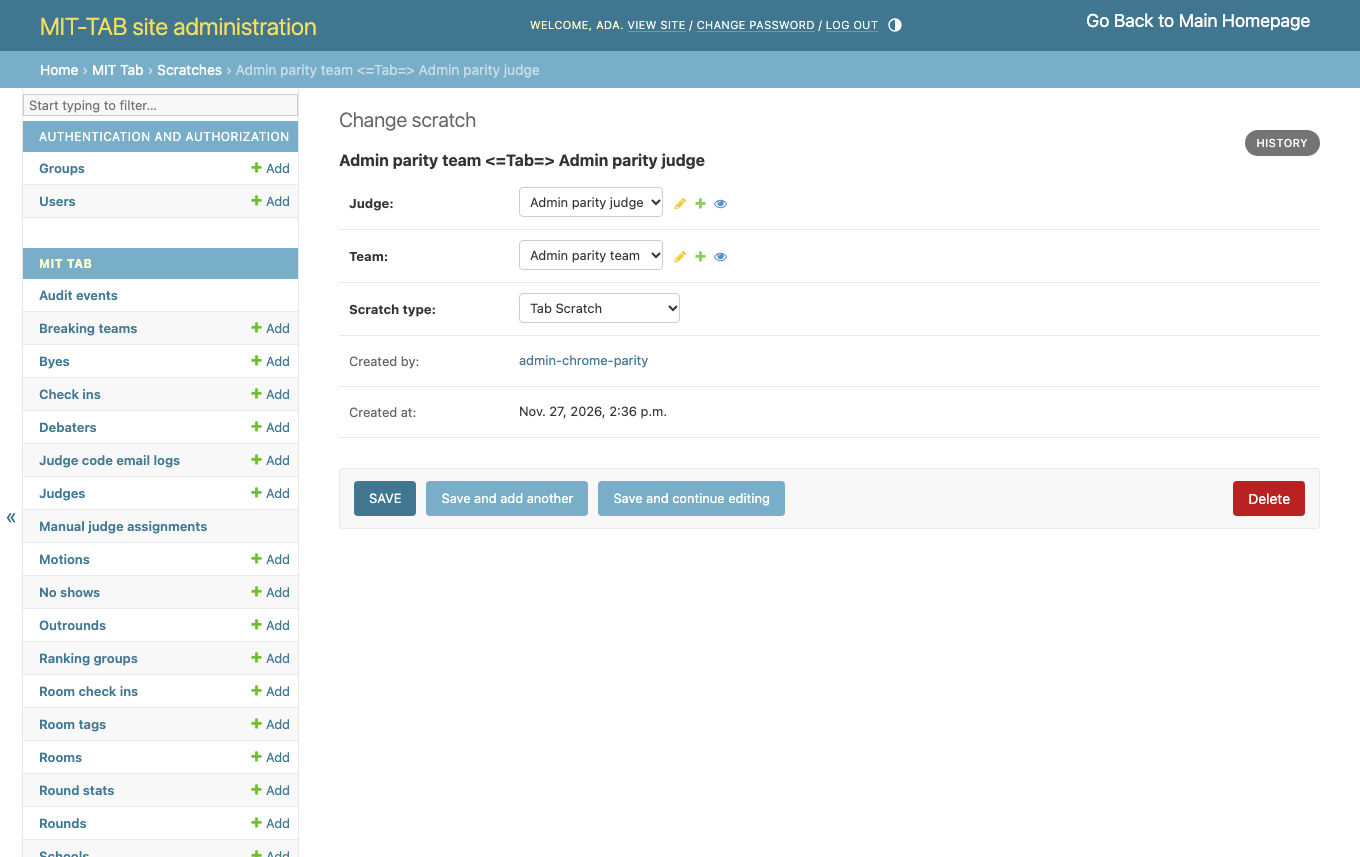 MIT-TAB site administration
WELCOME, ADA. VIEW SITE / CHANGE PASSWORD / LOG OUT
Go Back to Main Homepage
Home › MIT Tab › Scratches › Admin parity team <=Tab=> Admin parity judge
Start typing to filter...
AUTHENTICATION AND AUTHORIZATION
Groups Add
Users Add
MIT TAB
Audit events
Breaking teams Add
Byes Add
Check ins Add
Debaters Add
Judge code email logs Add
Judges Add
Manual judge assignments
Motions Add
No shows Add
Outrounds Add
Ranking groups Add
Room check ins Add
Room tags Add
Rooms Add
Round stats Add
Rounds Add
Schools Add
«
Change scratch
HISTORY
Admin parity team <=Tab=> Admin parity judge
Judge: Admin parity judge
Team: Admin parity team
Scratch type: Tab Scratch
Created by: admin-chrome-parity
Created at: Nov. 27, 2026, 2:36 p.m.
SAVE Save and add another Save and continue editing Delete